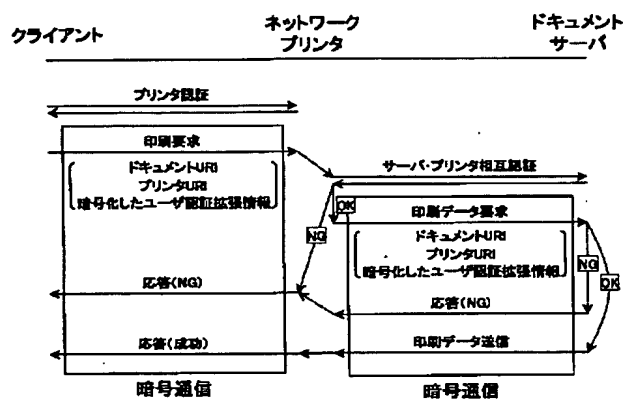 クライアント
ネットワーク
プリンタ
ドキュメント
サーバ
プリンタ認証
印刷要求
ドキュメントURI
プリンタURI
暗号化したユーザ認証拡張情報
サーバ・プリンタ相互認証
OK
NG
印刷データ要求
ドキュメントURI
プリンタURI
暗号化したユーザ認証拡張情報
NG
OK
応答(NG)
応答(NG)
応答(成功)
印刷データ送信
暗号通信
暗号通信